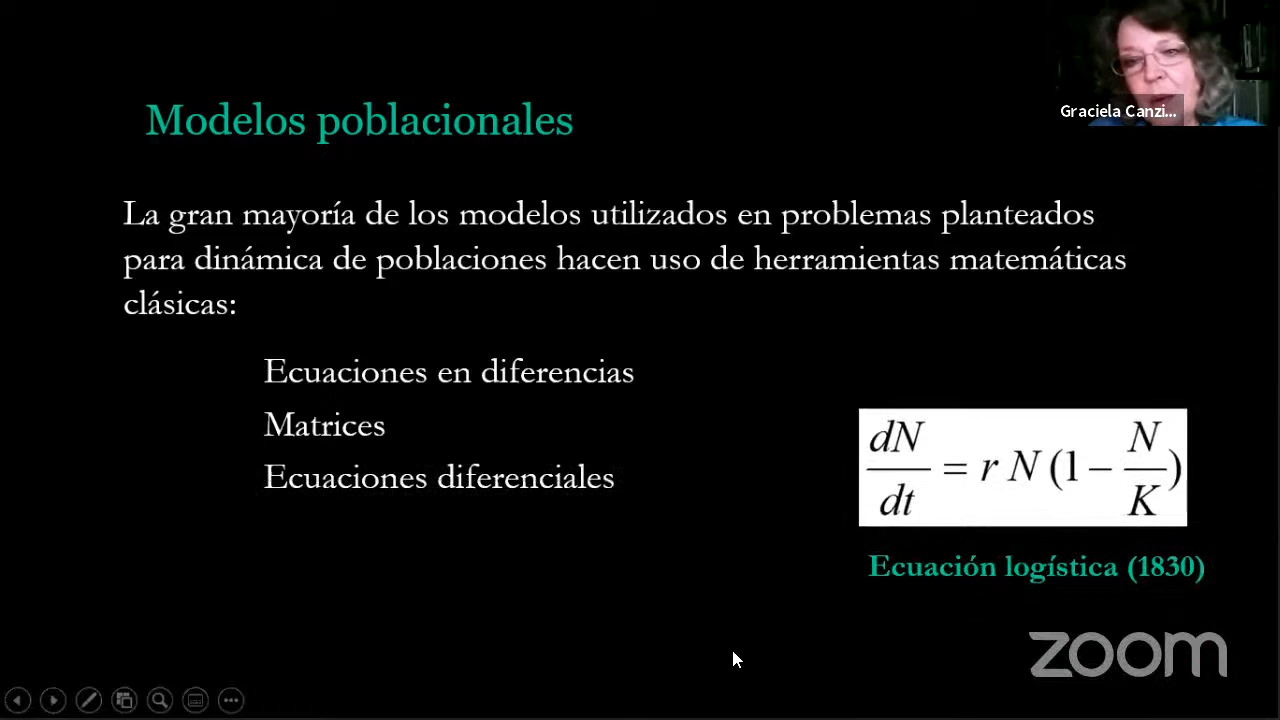 Graciela Canzi...
Modelos poblacionales
La gran mayoría de los modelos utilizados en problemas planteados
para dinámica de poblaciones hacen uso de herramientas matemáticas
clásicas:
Ecuaciones en diferencias
Matrices
Ecuaciones diferenciales
dN/dt = r N (1 − N/K)
Ecuación logística (1830)
zoom